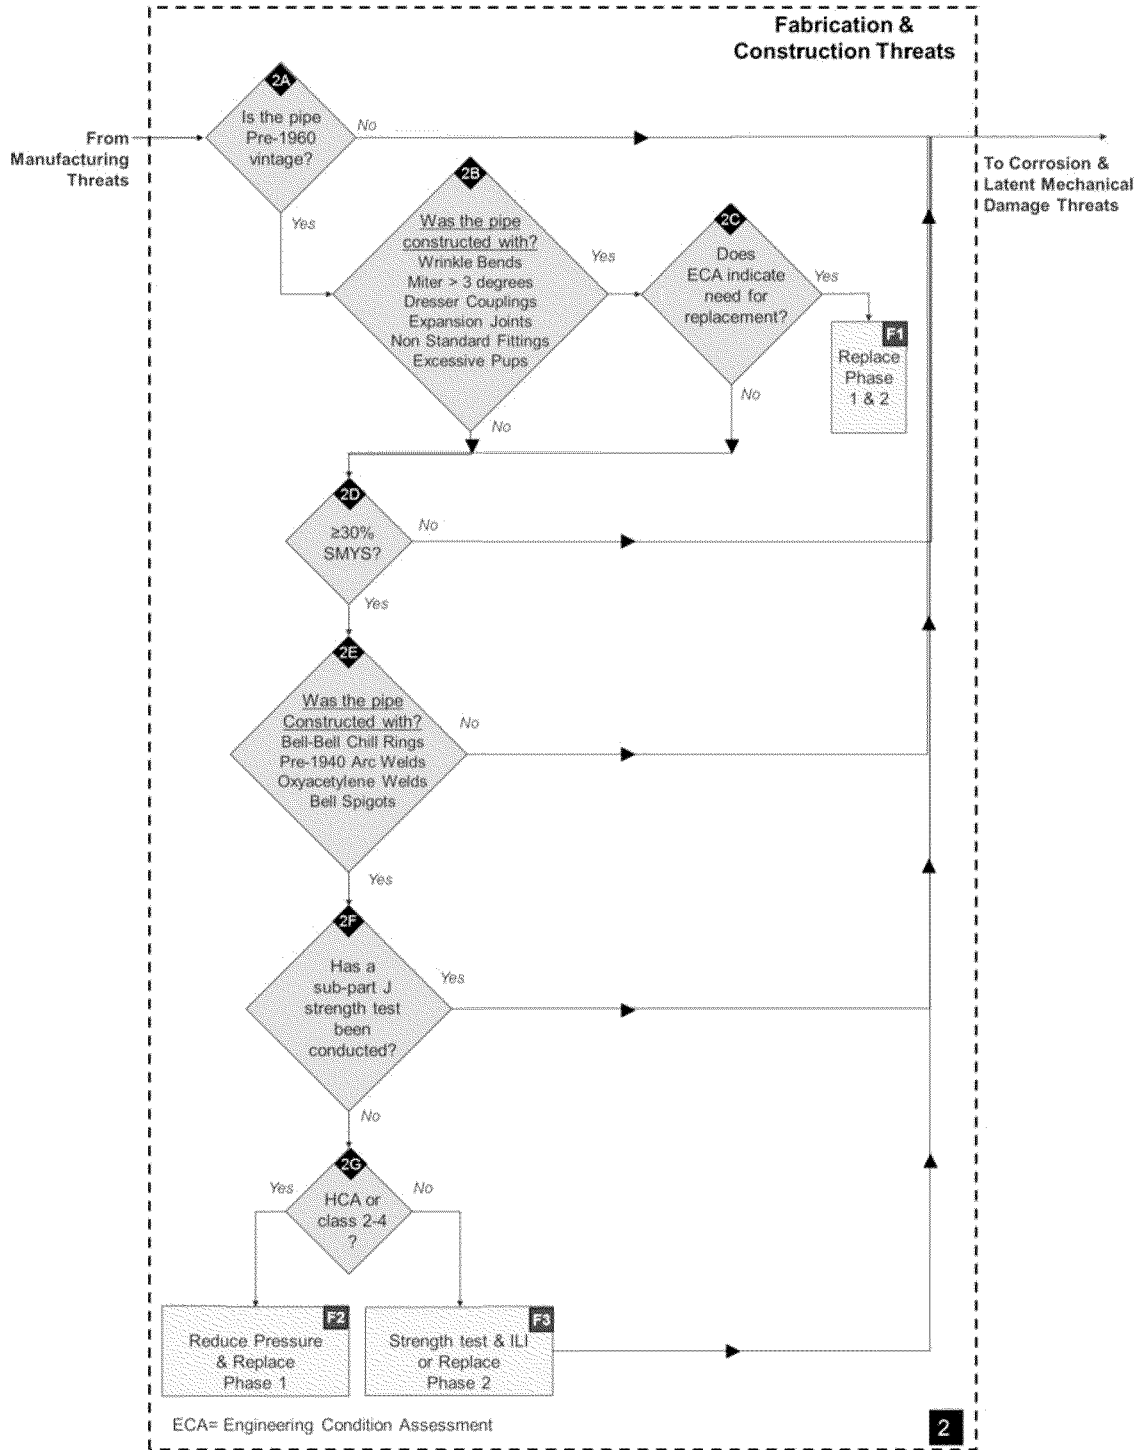 Fabrication &
Construction Threats
2A
Is the pipe
Pre-1960
vintage?
No
From
Manufacturing
Threats
To Corrosion &
Latent Mechanical
Damage Threats
Yes
2B
Was the pipe
constructed with?
Wrinkle Bends
Miter > 3 degrees
Dresser Couplings
Expansion Joints
Non Standard Fittings
Excessive Pups
Yes
No
2C
Does
ECA indicate
need for
replacement?
Yes
No
F1
Replace
Phase
1 & 2
2D
≥30%
SMYS?
No
Yes
2E
Was the pipe
Constructed with?
Bell-Bell Chill Rings
Pre-1940 Arc Welds
Oxyacetylene Welds
Bell Spigots
No
Yes
2F
Has a
sub-part J
strength test
been
conducted?
Yes
No
2G
HCA or
class 2-4
?
Yes
No
F2
Reduce Pressure
& Replace
Phase 1
F3
Strength test & ILI
or Replace
Phase 2
ECA= Engineering Condition Assessment
2